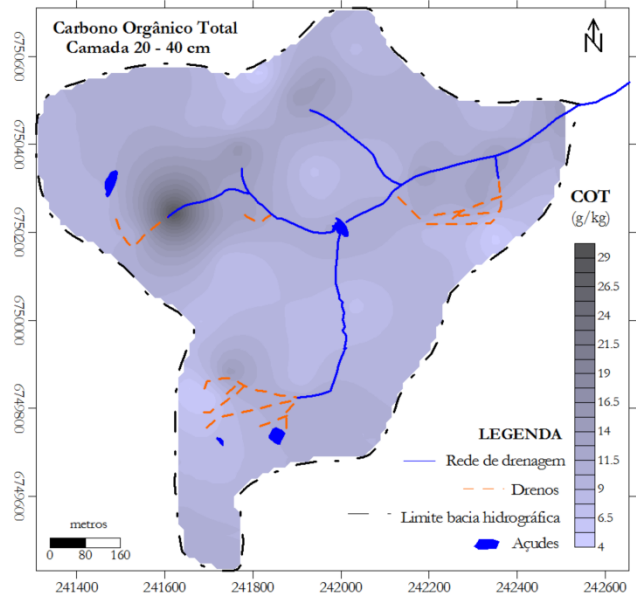 Carbono Orgânico Total
Camada 20 - 40 cm
N
6750600
6750400
6750200
6750000
6749800
6749600
COT
(g/kg)
29
26.5
24
21.5
19
16.5
14
11.5
9
6.5
4
LEGENDA
Rede de drenagem
Drenos
Limite bacia hidrográfica
Açudes
metros
0 80 160
241400 241600 241800 242000 242200 242400 242600